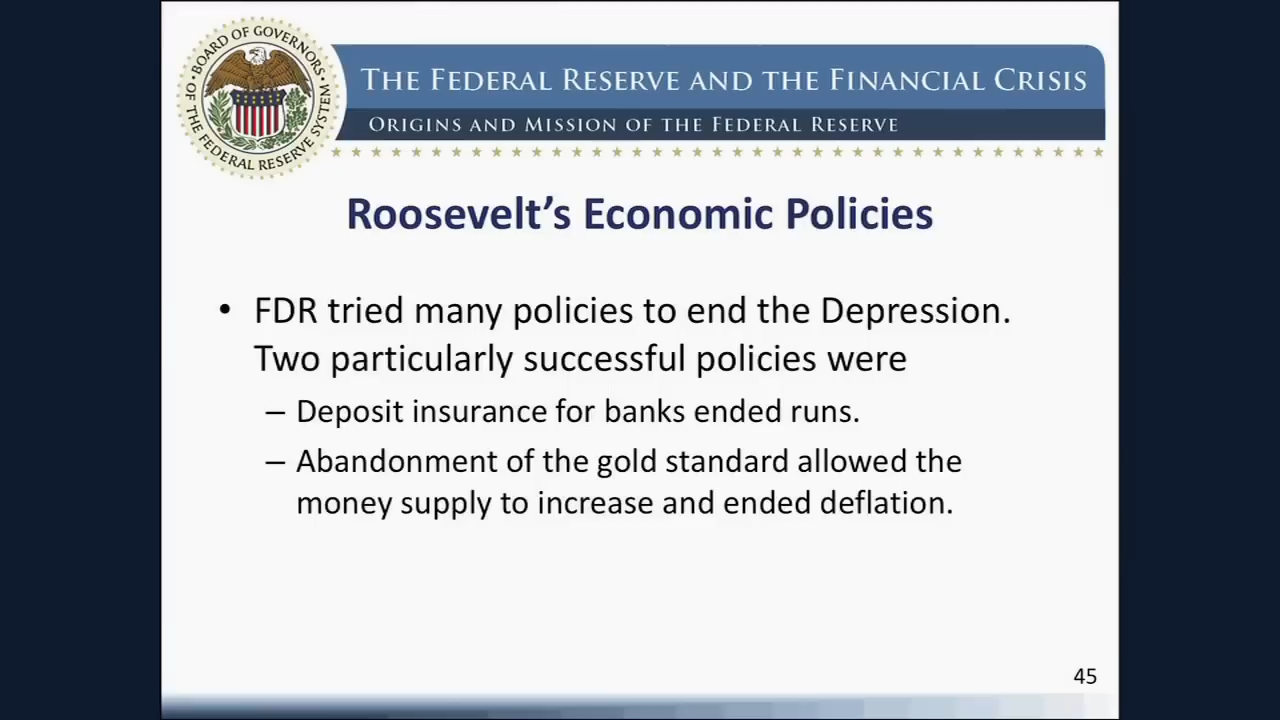 BOARD OF GOVERNORS
OF THE FEDERAL RESERVE SYSTEM
THE FEDERAL RESERVE AND THE FINANCIAL CRISIS
ORIGINS AND MISSION OF THE FEDERAL RESERVE
Roosevelt’s Economic Policies
• FDR tried many policies to end the Depression.
Two particularly successful policies were
– Deposit insurance for banks ended runs.
– Abandonment of the gold standard allowed the
money supply to increase and ended deflation.
45